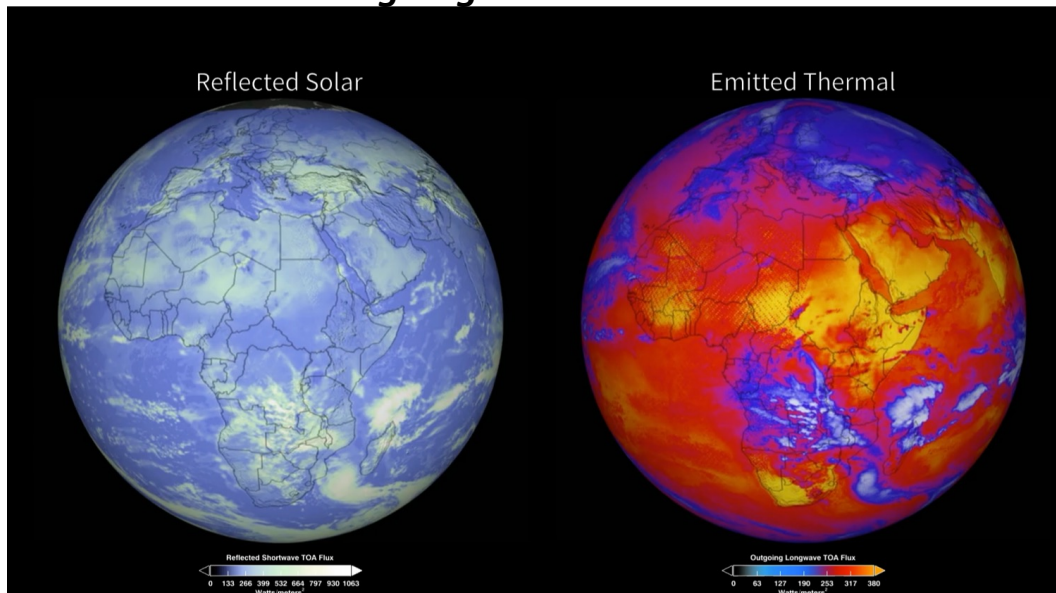 Reflected Solar
Emitted Thermal
Reflected Shortwave TOA Flux
0 133 266 399 532 664 797 930 1063
Watts/meters²
Outgoing Longwave TOA Flux
0 63 127 190 253 317 380
Watts/meters²